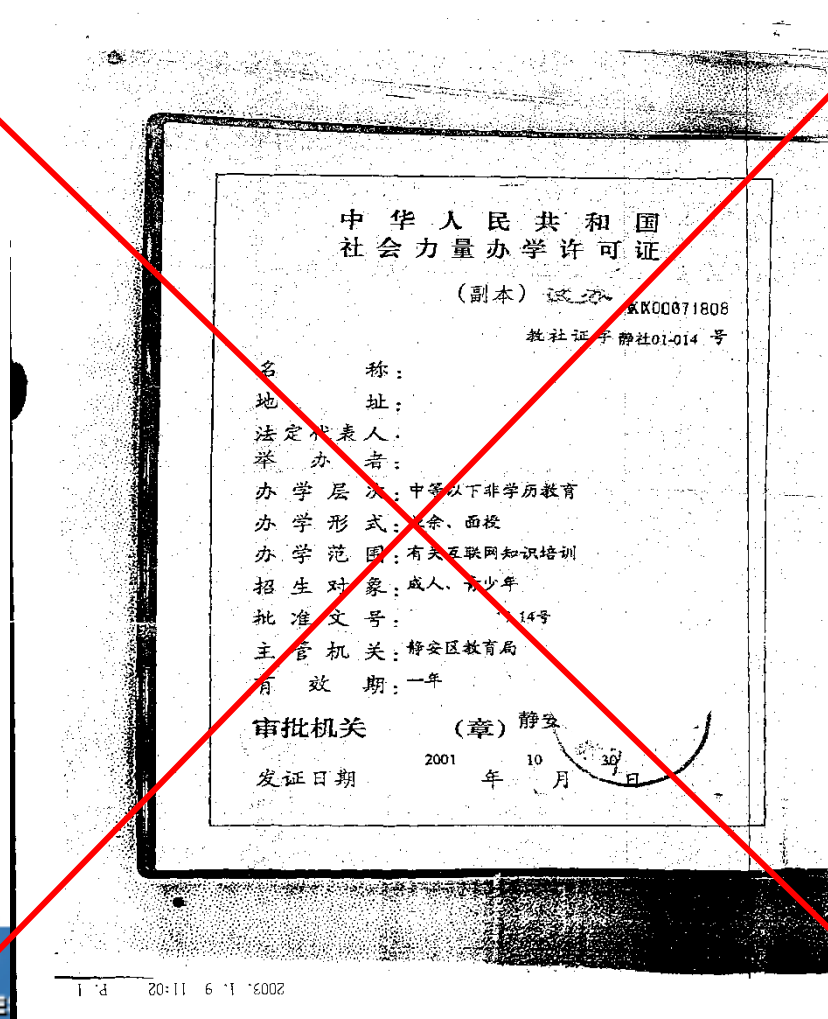 中华人民共和国
社会力量办学许可证
(副本) 试办
XK00071808
教社证字 静社01-014 号
名称:
地址:
法定代表人:
举办者:
办学层次:中等以下非学历教育
办学形式:业余、面授
办学范围:有关互联网知识培训
招生对象:成人、青少年
批准文号: 14号
主管机关:静安区教育局
有效期:一年
审批机关 (章) 静安
发证日期 2001 年 10 月 30 日
2003. 1. 9 11:02 P. 1